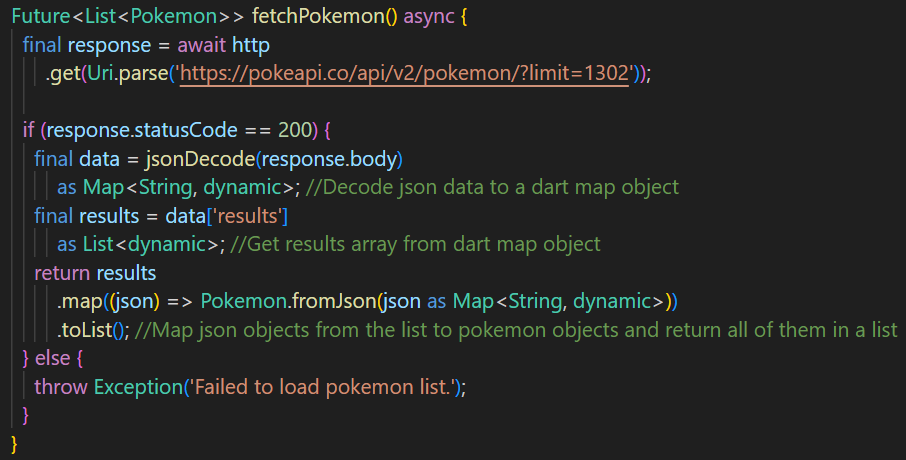 Future<List<Pokemon>> fetchPokemon() async {
final response = await http
.get(Uri.parse('https://pokeapi.co/api/v2/pokemon/?limit=1302'));
if (response.statusCode == 200) {
final data = jsonDecode(response.body)
as Map<String, dynamic>; //Decode json data to a dart map object
final results = data['results']
as List<dynamic>; //Get results array from dart map object
return results
.map((json) => Pokemon.fromJson(json as Map<String, dynamic>))
.toList(); //Map json objects from the list to pokemon objects and return all of them in a list
} else {
throw Exception('Failed to load pokemon list.');
}
}